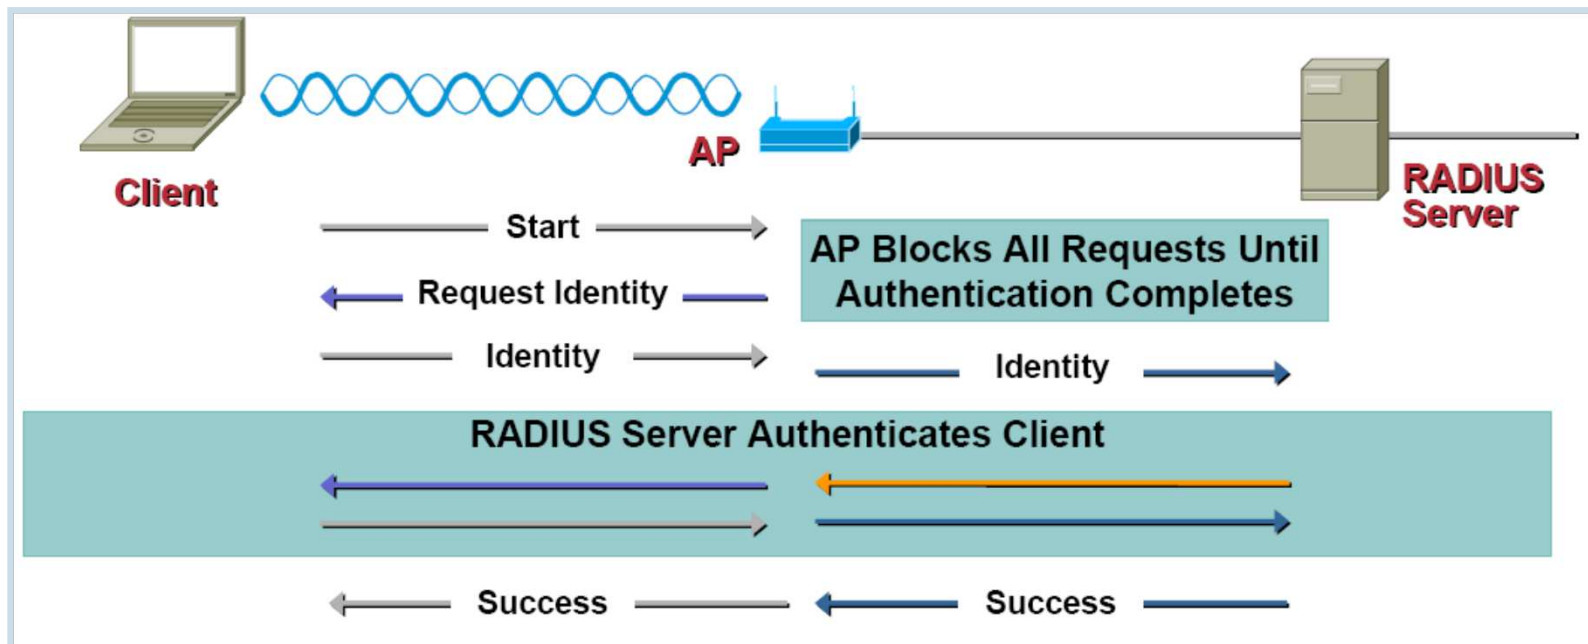 AP
Client
RADIUS
Server
Start
AP Blocks All Requests Until
Authentication Completes
Request Identity
Identity
Identity
RADIUS Server Authenticates Client
Success
Success